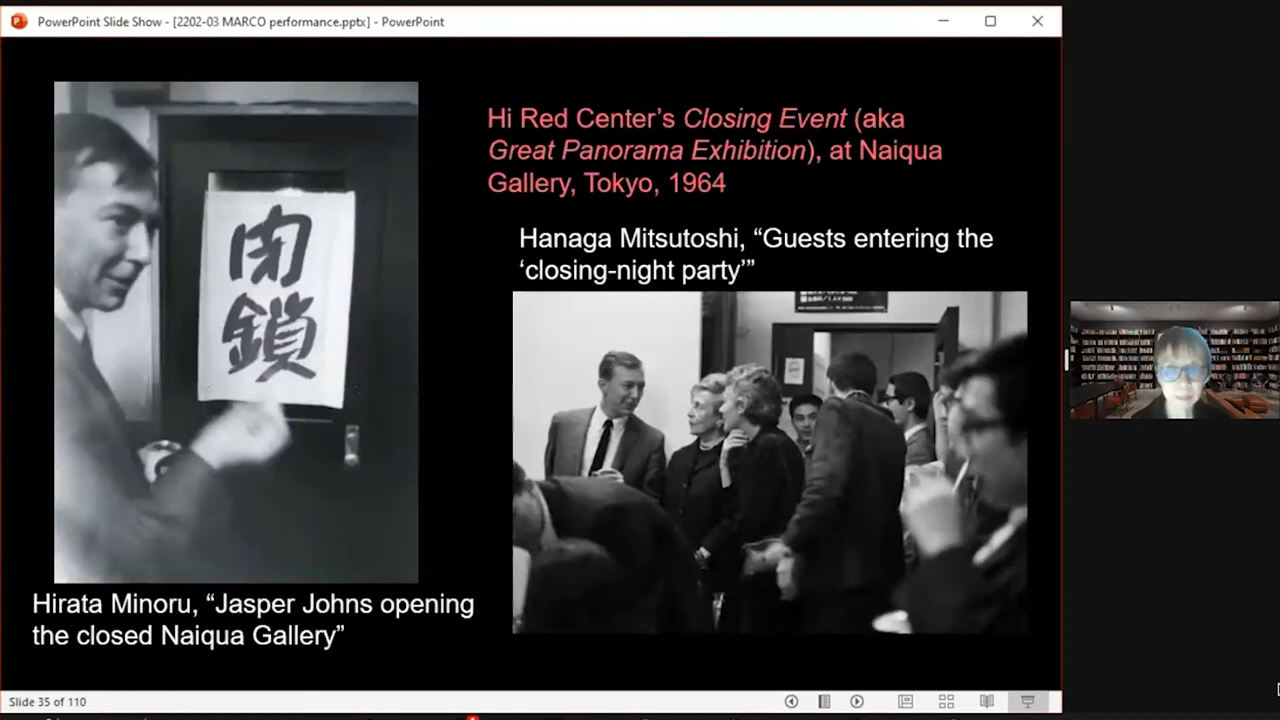 PowerPoint Slide Show - [2202-03 MARCO performance.pptx] - PowerPoint
Hi Red Center’s Closing Event (aka
Great Panorama Exhibition), at Naiqua
Gallery, Tokyo, 1964
Hanaga Mitsutoshi, “Guests entering the
‘closing-night party’”
閉
鎖
Hirata Minoru, “Jasper Johns opening
the closed Naiqua Gallery”
Slide 35 of 110